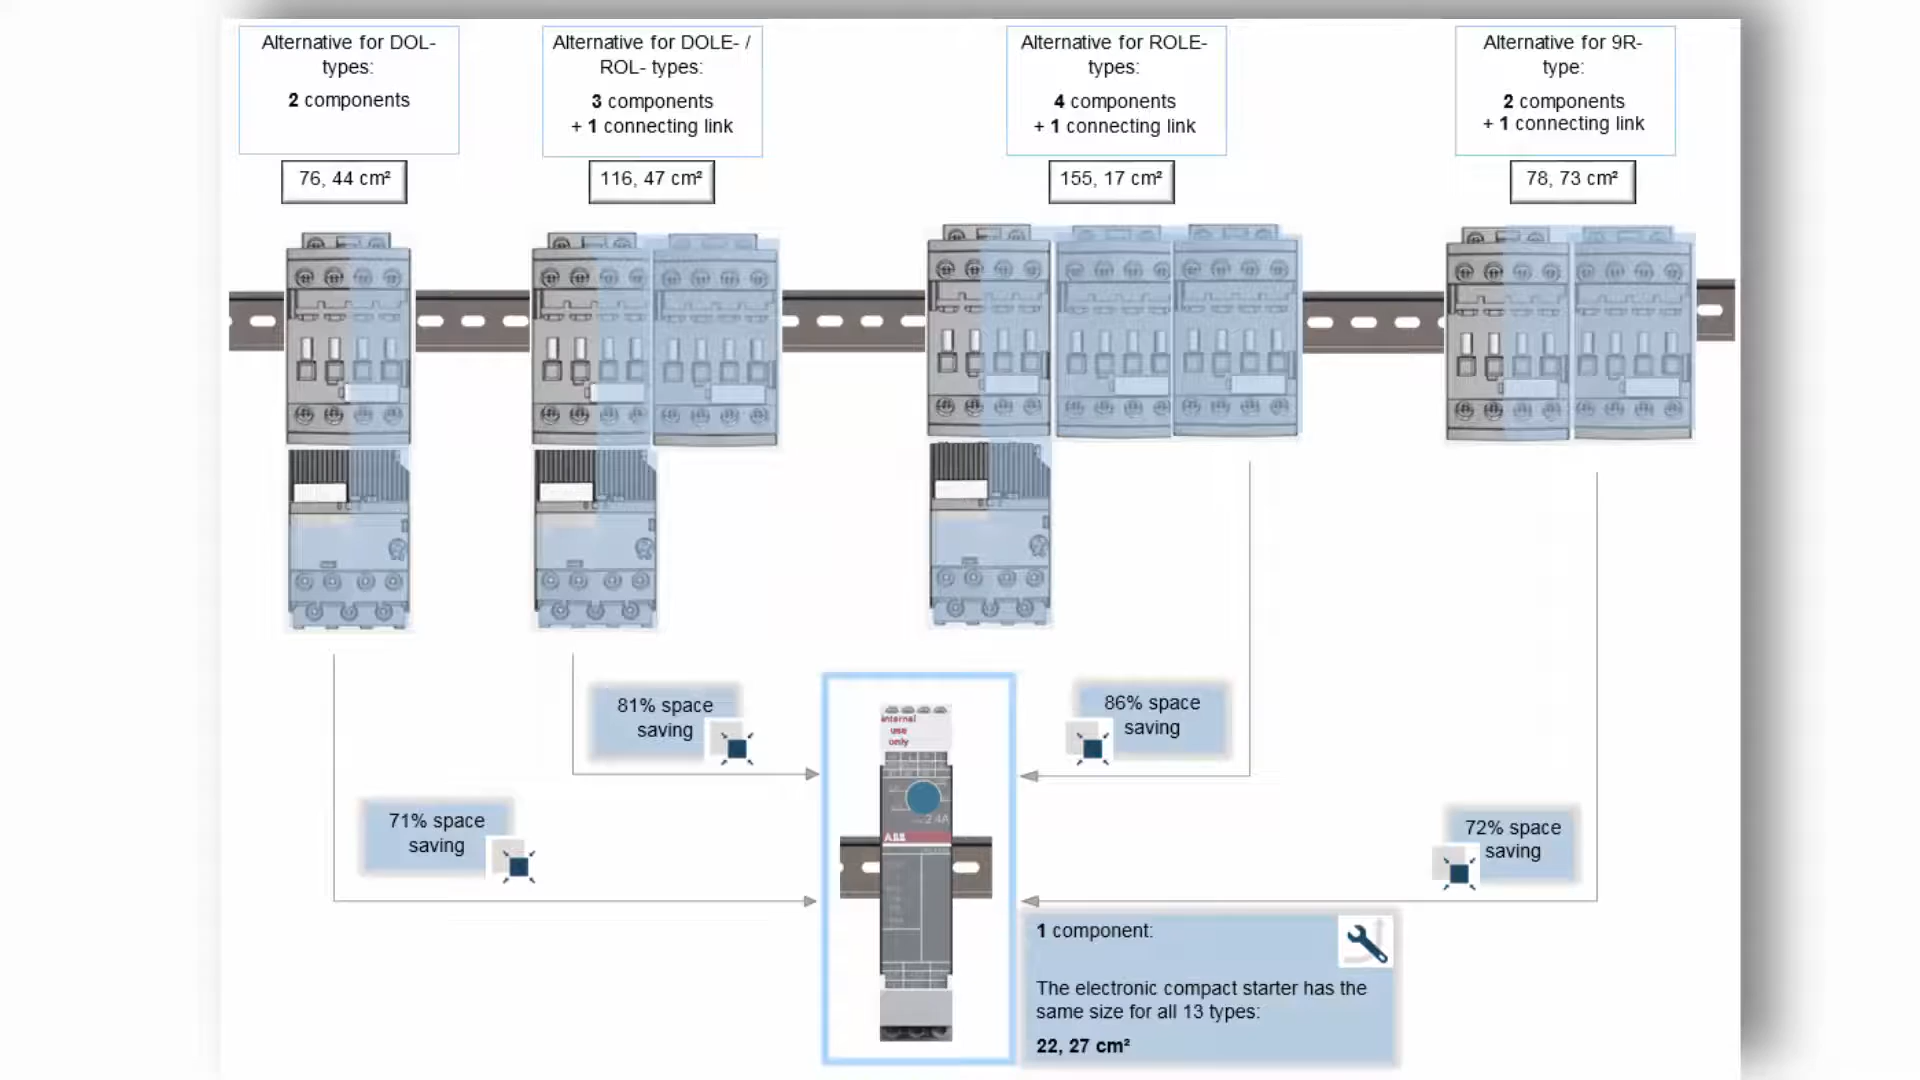 Alternative for DOL-
types:
2 components
76, 44 cm²
Alternative for DOLE- /
ROL- types:
3 components
+ 1 connecting link
116, 47 cm²
Alternative for ROLE-
types:
4 components
+ 1 connecting link
155, 17 cm²
Alternative for 9R-
type:
2 components
+ 1 connecting link
78, 73 cm²
81% space
saving
86% space
saving
71% space
saving
72% space
saving
internal
use
only
2.4A
ABB
1 component:
The electronic compact starter has the
same size for all 13 types:
22, 27 cm²